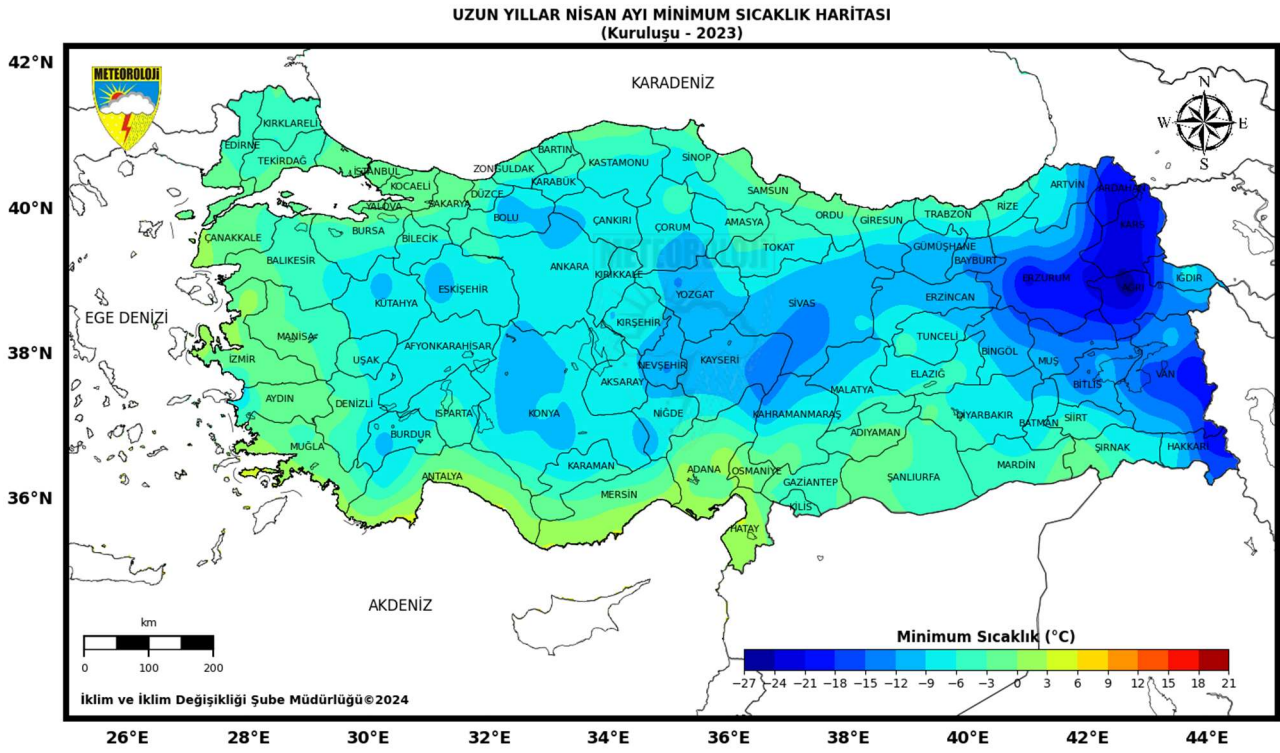 UZUN YILLAR NİSAN AYI MİNİMUM SICAKLIK HARİTASI
(Kuruluşu - 2023)
42°N
40°N
38°N
36°N
METEOROLOJİ
KARADENİZ
N
W
E
S
KIRKLARELİ
EDİRNE
TEKİRDAĞ
İSTANBUL
KOCAELİ
YALOVA
SAKARYA
DÜZCE
ZONGULDAK
BARTIN
KARABÜK
KASTAMONU
SİNOP
SAMSUN
ORDU
GİRESUN
TRABZON
RİZE
ARTVİN
ARDAHAN
KARS
ÇANAKKALE
BALIKESİR
BURSA
BİLECİK
BOLU
ÇANKIRI
ÇORUM
AMASYA
TOKAT
GÜMÜŞHANE
BAYBURT
ERZURUM
AĞRI
IĞDIR
METEOROLOJİ
ANKARA
KIRIKKALE
YOZGAT
SİVAS
ERZİNCAN
KÜTAHYA
ESKİŞEHİR
EGE DENİZİ
MANİSA
İZMİR
UŞAK
AFYONKARAHİSAR
KIRŞEHİR
NEVŞEHİR
KAYSERİ
TUNCELİ
BİNGÖL
MUŞ
BİTLİS
VAN
ELAZIĞ
MALATYA
AKSARAY
AYDIN
DENİZLİ
ISPARTA
KONYA
NİĞDE
KAHRAMANMARAŞ
DİYARBAKIR
BATMAN
SİİRT
ADIYAMAN
BURDUR
MUĞLA
ANTALYA
KARAMAN
MERSİN
ADANA
OSMANİYE
GAZİANTEP
KİLİS
ŞANLIURFA
MARDİN
ŞIRNAK
HAKKARİ
HATAY
AKDENİZ
km
0 100 200
İklim ve İklim Değişikliği Şube Müdürlüğü©2024
Minimum Sıcaklık (°C)
−27 −24 −21 −18 −15 −12 −9 −6 −3 0 3 6 9 12 15 18 21
26°E 28°E 30°E 32°E 34°E 36°E 38°E 40°E 42°E 44°E